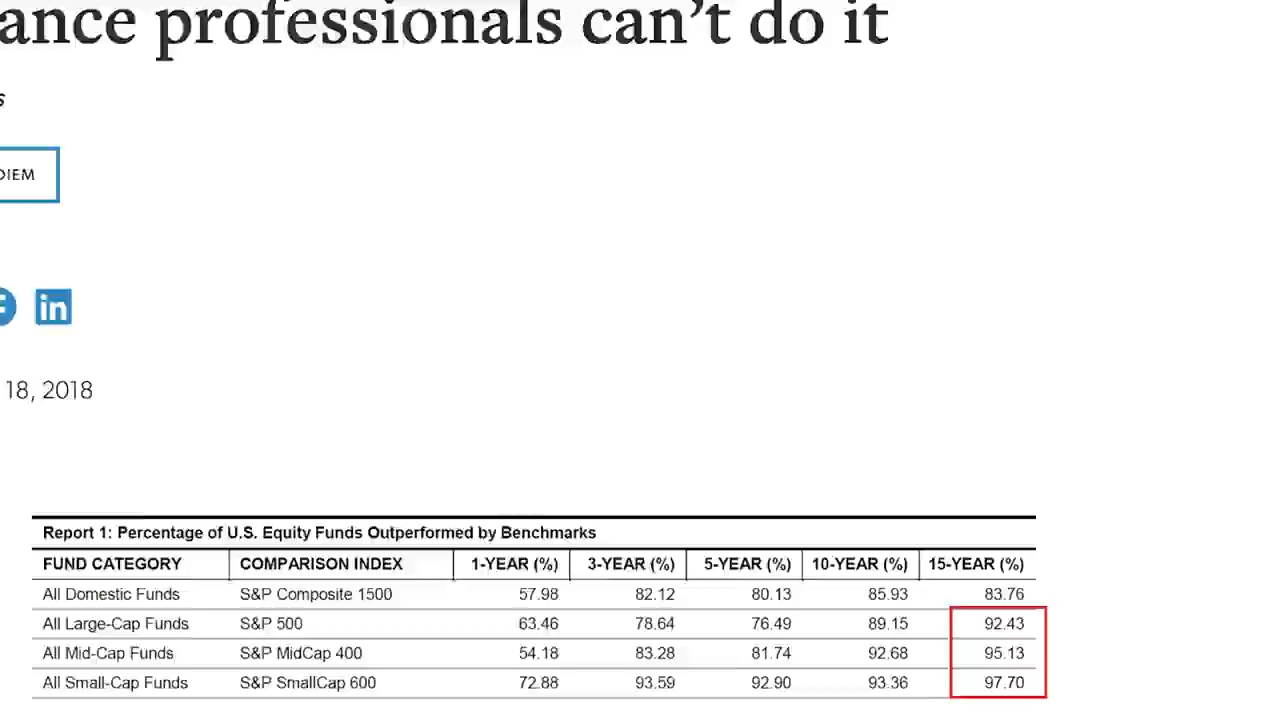 ance professionals can't do it
s
DIEM
in
18, 2018
Report 1: Percentage of U.S. Equity Funds Outperformed by Benchmarks
FUND CATEGORY COMPARISON INDEX 1-YEAR (%) 3-YEAR (%) 5-YEAR (%) 10-YEAR (%) 15-YEAR (%)
All Domestic Funds S&P Composite 1500 57.98 82.12 80.13 85.93 83.76
All Large-Cap Funds S&P 500 63.46 78.64 76.49 89.15 92.43
All Mid-Cap Funds S&P MidCap 400 54.18 83.28 81.74 92.68 95.13
All Small-Cap Funds S&P SmallCap 600 72.88 93.59 92.90 93.36 97.70